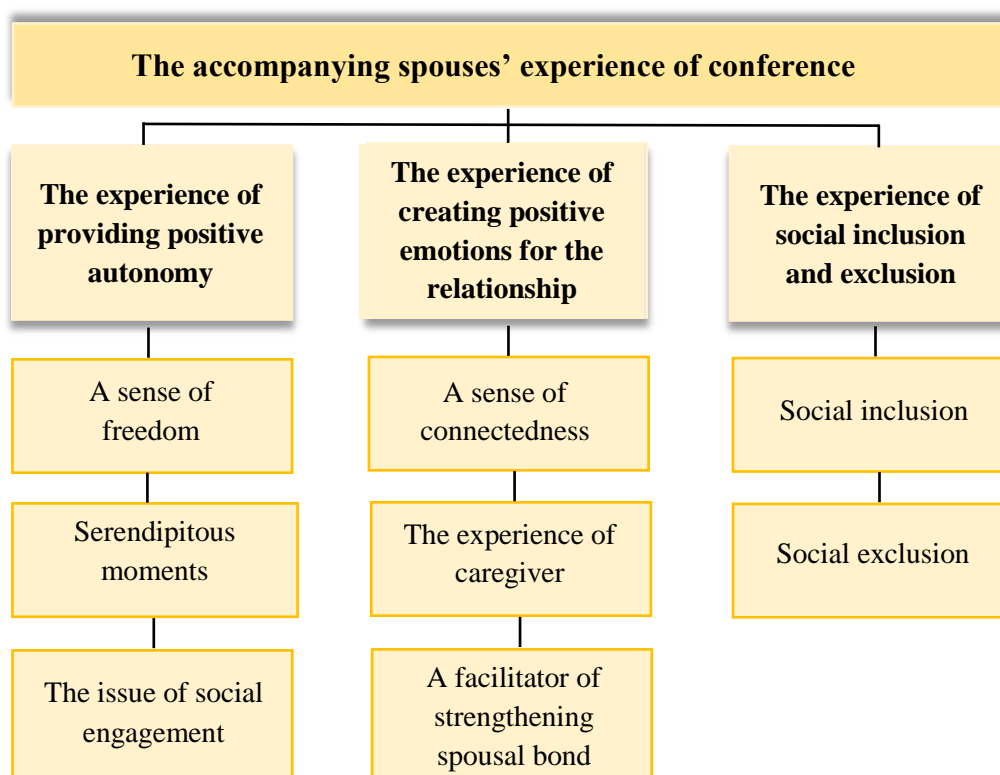 The accompanying spouses’ experience of conference
The experience of
providing positive
autonomy
The experience of
creating positive
emotions for the
relationship
The experience of
social inclusion
and exclusion
A sense of
freedom
A sense of
connectedness
Social inclusion
Serendipitous
moments
The experience of
caregiver
Social exclusion
The issue of social
engagement
A facilitator of
strengthening
spousal bond